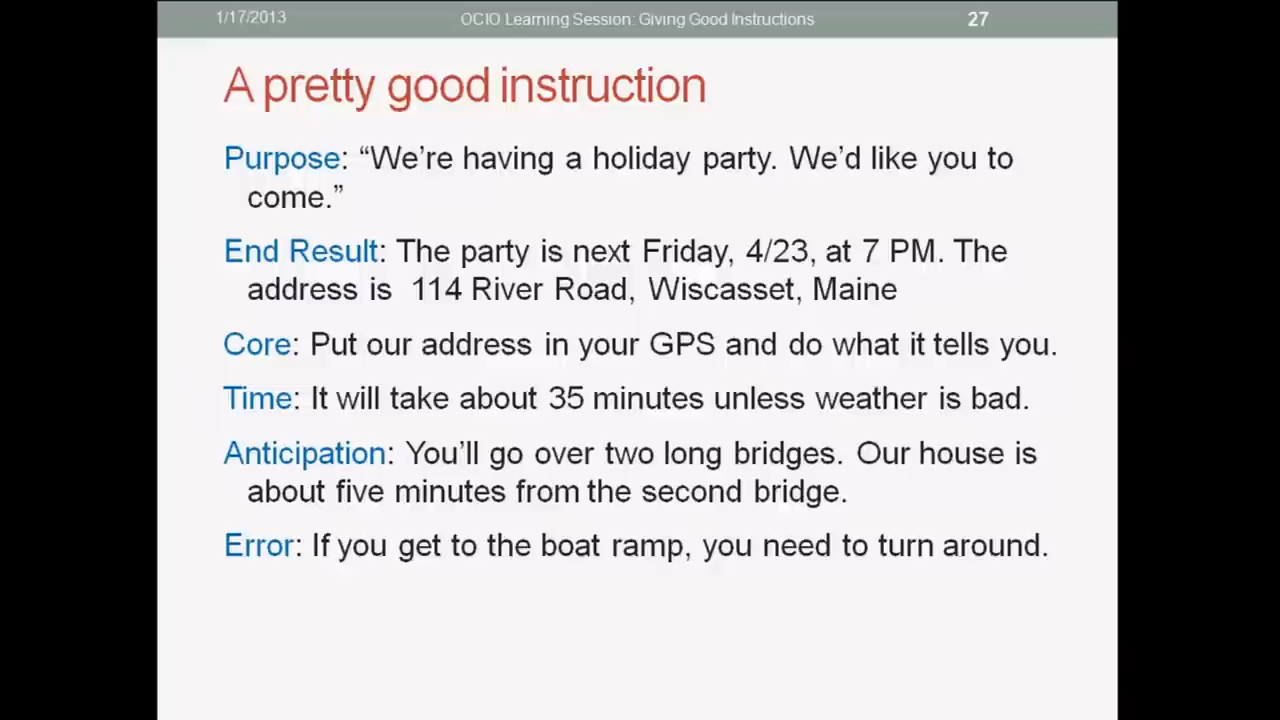 1/17/2013 OCIO Learning Session: Giving Good Instructions 27
A pretty good instruction
Purpose: “We’re having a holiday party. We’d like you to
come.”
End Result: The party is next Friday, 4/23, at 7 PM. The
address is  114 River Road, Wiscasset, Maine
Core: Put our address in your GPS and do what it tells you.
Time: It will take about 35 minutes unless weather is bad.
Anticipation: You’ll go over two long bridges. Our house is
about five minutes from the second bridge.
Error: If you get to the boat ramp, you need to turn around.